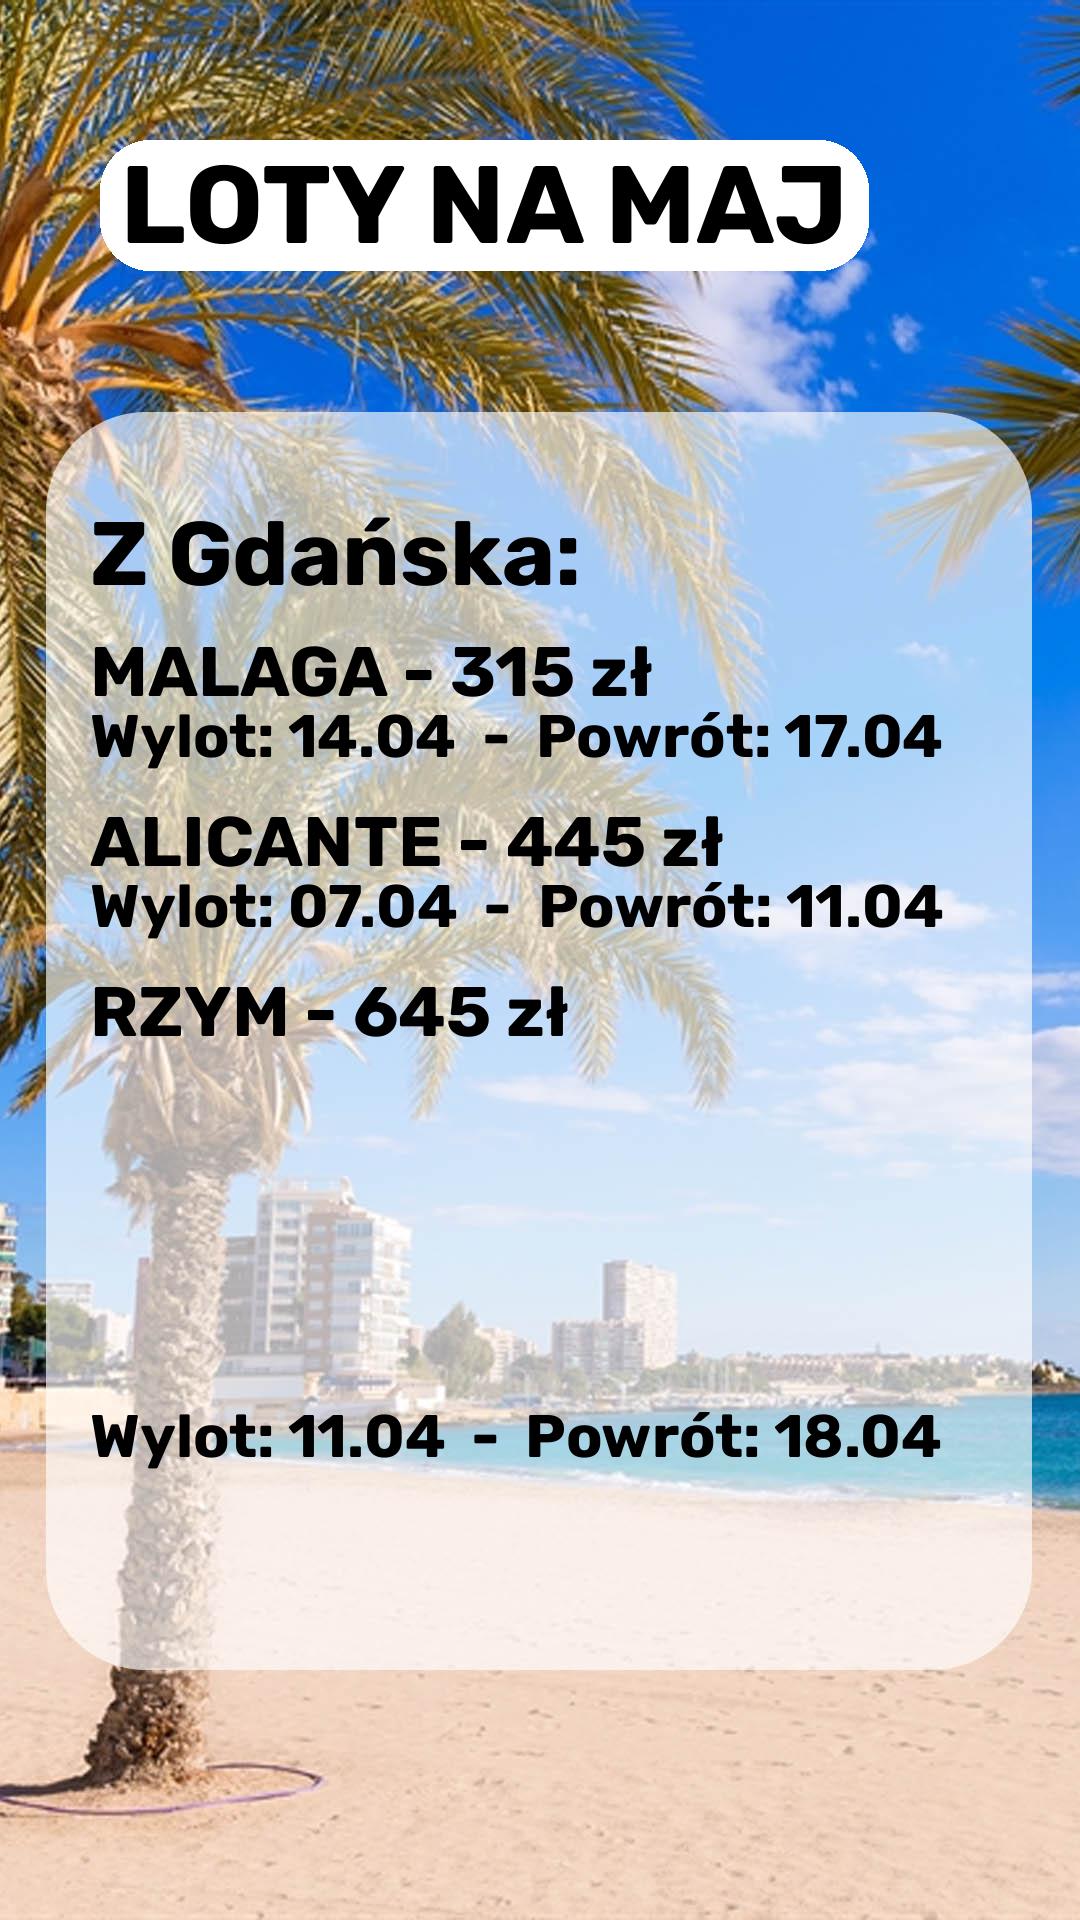 LOTY NA MAJ
Z Gdańska:
MALAGA - 315 zł
Wylot: 14.04 - Powrót: 17.04
ALICANTE - 445 zł
Wylot: 07.04 - Powrót: 11.04
RZYM - 645 zł
Wylot: 11.04 - Powrót: 18.04